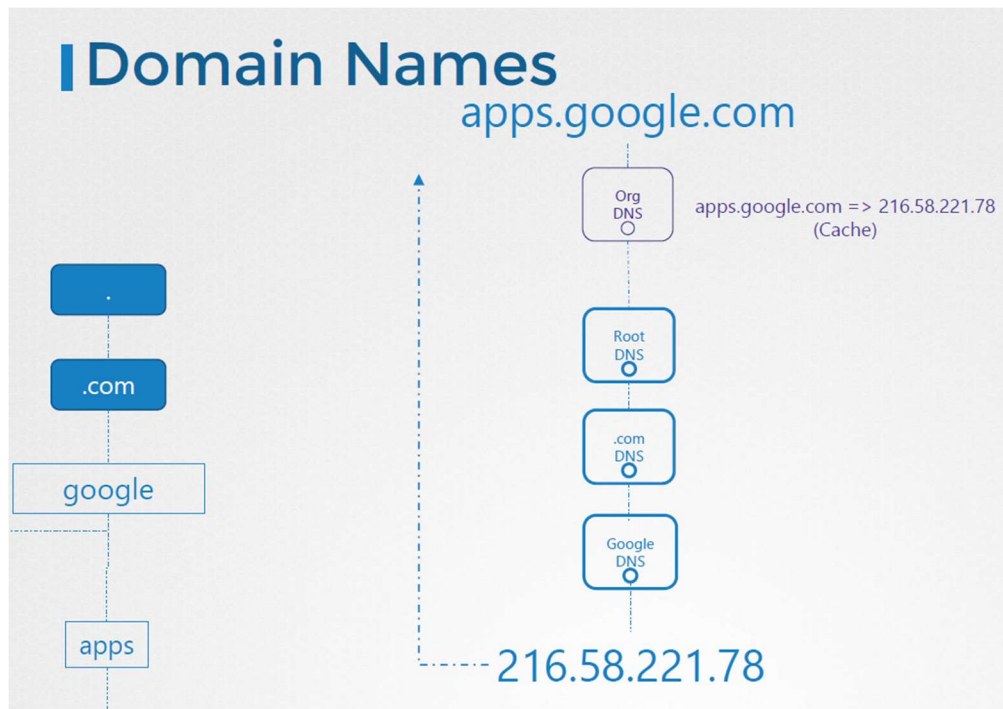 Domain Names
apps.google.com
Org
DNS
apps.google.com => 216.58.221.78
(Cache)
.
.com
google
apps
Root
DNS
.com
DNS
Google
DNS
216.58.221.78